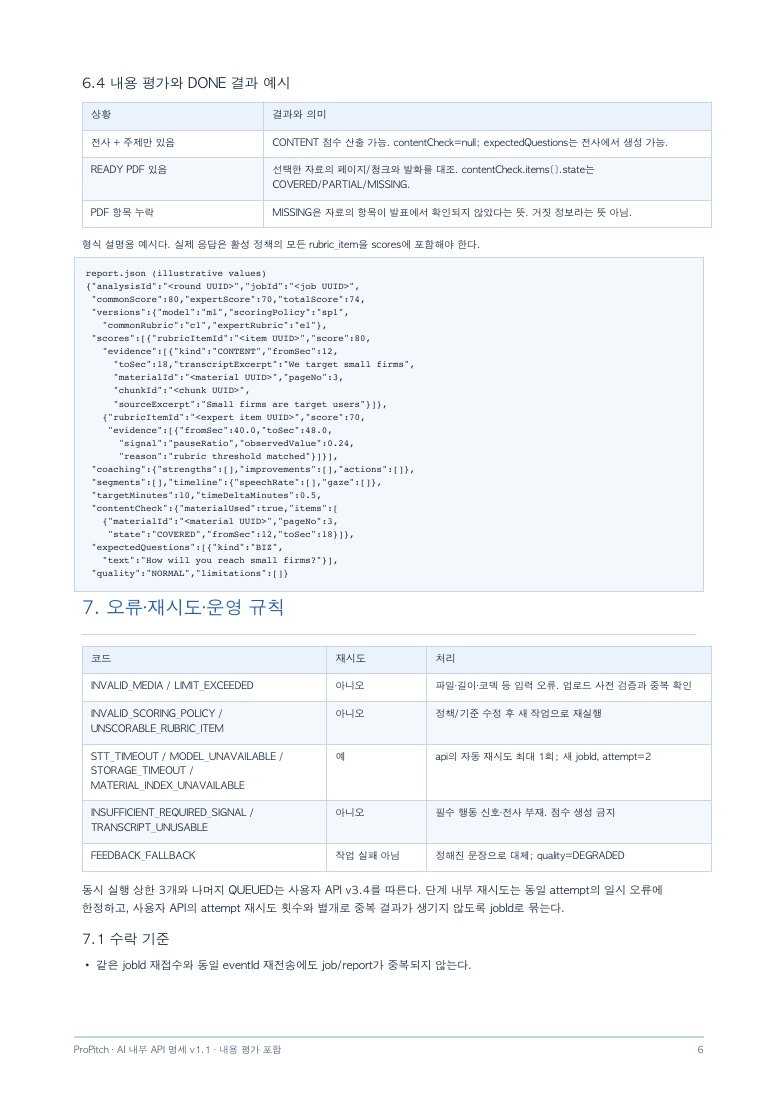 6.4 내용 평가와 DONE 결과 예시
상황
결과와 의미
전사 + 주제만 있음
CONTENT 점수 산출 가능. contentCheck=null; expectedQuestions는 전사에서 생성 가능.
READY PDF 있음
선택한 자료의 페이지/청크와 발화를 대조. contentCheck.items[].state는
COVERED/PARTIAL/MISSING.
PDF 항목 누락
MISSING은 자료의 항목이 발표에서 확인되지 않았다는 뜻. 거짓 정보라는 뜻 아님.
형식 설명용 예시다. 실제 응답은 활성 정책의 모든 rubric_item을 scores에 포함해야 한다.
report.json (illustrative values)
{"analysisId":"<round UUID>","jobId":"<job UUID>",
"commonScore":80,"expertScore":70,"totalScore":74,
"versions":{"model":"m1","scoringPolicy":"sp1",
"commonRubric":"c1","expertRubric":"e1"},
"scores":[{"rubricItemId":"<item UUID>","score":80,
"evidence":[{"kind":"CONTENT","fromSec":12,
"toSec":18,"transcriptExcerpt":"We target small firms",
"materialId":"<material UUID>","pageNo":3,
"chunkId":"<chunk UUID>",
"sourceExcerpt":"Small firms are target users"}]},
{"rubricItemId":"<expert item UUID>","score":70,
"evidence":[{"fromSec":40.0,"toSec":48.0,
"signal":"pauseRatio","observedValue":0.24,
"reason":"rubric threshold matched"}]}],
"coaching":{"strengths":[],"improvements":[],"actions":[]},
"segments":[],"timeline":{"speechRate":[],"gaze":[]},
"targetMinutes":10,"timeDeltaMinutes":0.5,
"contentCheck":{"materialUsed":true,"items":[
{"materialId":"<material UUID>","pageNo":3,
"state":"COVERED","fromSec":12,"toSec":18}]},
"expectedQuestions":[{"kind":"BIZ",
"text":"How will you reach small firms?"}],
"quality":"NORMAL","limitations":[]}
7. 오류·재시도·운영 규칙
코드
재시도
처리
INVALID_MEDIA / LIMIT_EXCEEDED
아니오
파일·길이·코덱 등 입력 오류. 업로드 사전 검증과 중복 확인
INVALID_SCORING_POLICY /
UNSCORABLE_RUBRIC_ITEM
아니오
정책/기준 수정 후 새 작업으로 재실행
STT_TIMEOUT / MODEL_UNAVAILABLE /
STORAGE_TIMEOUT /
MATERIAL_INDEX_UNAVAILABLE
예
api의 자동 재시도 최대 1회; 새 jobId, attempt=2
INSUFFICIENT_REQUIRED_SIGNAL /
TRANSCRIPT_UNUSABLE
아니오
필수 행동 신호·전사 부재. 점수 생성 금지
FEEDBACK_FALLBACK
작업 실패 아님
정해진 문장으로 대체; quality=DEGRADED
동시 실행 상한 3개와 나머지 QUEUED는 사용자 API v3.4를 따른다. 단계 내부 재시도는 동일 attempt의 일시 오류에
한정하고, 사용자 API의 attempt 재시도 횟수와 별개로 중복 결과가 생기지 않도록 jobId로 묶는다.
7.1 수락 기준
• 같은 jobId 재접수와 동일 eventId 재전송에도 job/report가 중복되지 않는다.
ProPitch · AI 내부 API 명세 v1.1 · 내용 평가 포함
6